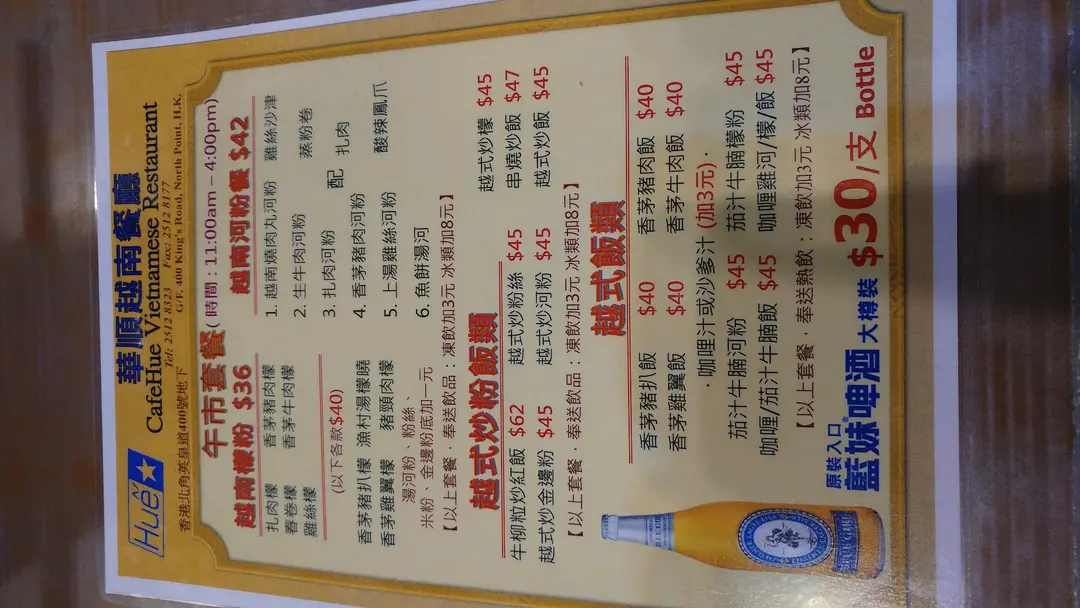 Hue
華順越南餐廳
CafeHue Vietnamese Restaurant
Tel: 2512 8323 Fax: 2512 8177
香港北角英皇道400號地下 G/F, 400 King's Road, North Point, H.K.
午市套餐 (時間：11:00am – 4:00pm)
越南檬粉 $36
扎肉檬 香茅豬肉檬
春卷檬 香茅牛肉檬
雞絲檬
(以下各款$40)
香茅豬扒檬 漁村湯檬曉
香茅雞翼檬 豬頸肉檬
湯河粉、粉絲、
米粉、金邊粉底加一元
越南河粉餐 $42
1. 越南燒肉丸河粉 雞絲沙津
2. 生牛肉河粉 蒸粉卷
3. 扎肉河粉 配 扎肉
4. 香茅豬肉河粉
5. 上湯雞絲河粉 酸辣鳳爪
6. 魚餅湯河
【以上套餐．奉送飲品：凍飲加3元 冰類加8元】
越式炒粉飯類
越式炒檬 $45
牛柳粒炒紅飯 $62 越式炒粉絲 $45 串燒炒飯 $47
越式炒金邊粉 $45 越式炒河粉 $45 越式炒飯 $45
【以上套餐．奉送飲品：凍飲加3元 冰類加8元】
越式飯類
香茅豬扒飯 $40 香茅豬肉飯 $40
香茅雞翼飯 $40 香茅牛肉飯 $40
．咖喱汁或沙爹汁 (加3元)．
茄汁牛腩河粉 $45 茄汁牛腩檬粉 $45
咖喱/茄汁牛腩飯 $45 咖喱雞河/檬/飯 $45
【以上套餐．奉送熱飲：凍飲加3元 冰類加8元】
原裝入口
藍妹啤酒 大樽裝 $30/支 Bottle